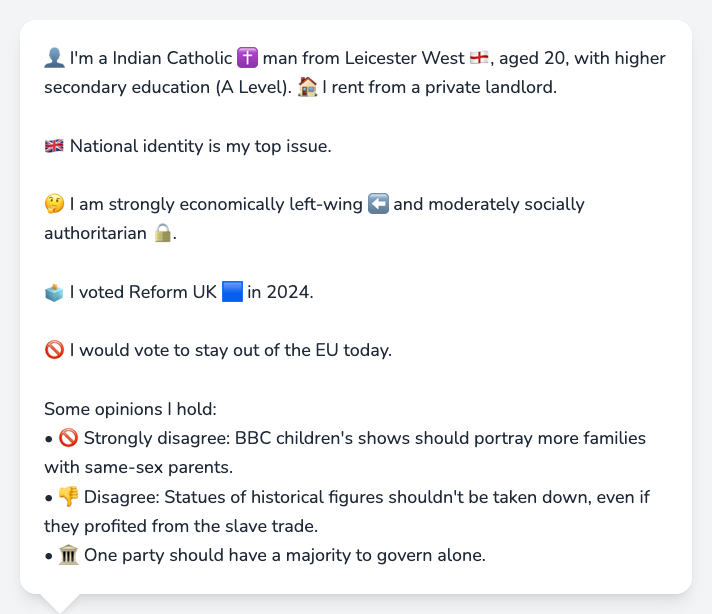 👤 I'm a Indian Catholic ✝️ man from Leicester West 🏴󠁧󠁢󠁥󠁮󠁧󠁿, aged 20, with higher
secondary education (A Level). 🏠 I rent from a private landlord.
🇬🇧 National identity is my top issue.
🤔 I am strongly economically left-wing ⬅️ and moderately socially
authoritarian 🔒.
🗳️ I voted Reform UK 🟦 in 2024.
🚫 I would vote to stay out of the EU today.
Some opinions I hold:
• 🚫 Strongly disagree: BBC children's shows should portray more families
with same-sex parents.
• 👎 Disagree: Statues of historical figures shouldn't be taken down, even if
they profited from the slave trade.
• 🏛️ One party should have a majority to govern alone.